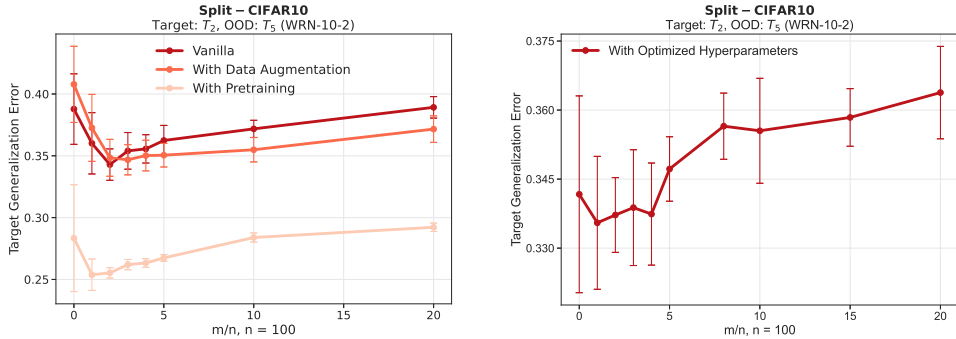 Split – CIFAR10
Target: T2, OOD: T5 (WRN-10-2)
Vanilla
With Data Augmentation
With Pretraining
Target Generalization Error
0.40
0.35
0.30
0.25
0
5
10
15
20
m/n, n = 100
Split – CIFAR10
Target: T2, OOD: T5 (WRN-10-2)
With Optimized Hyperparameters
Target Generalization Error
0.375
0.360
0.345
0.330
0
5
10
15
20
m/n, n = 100